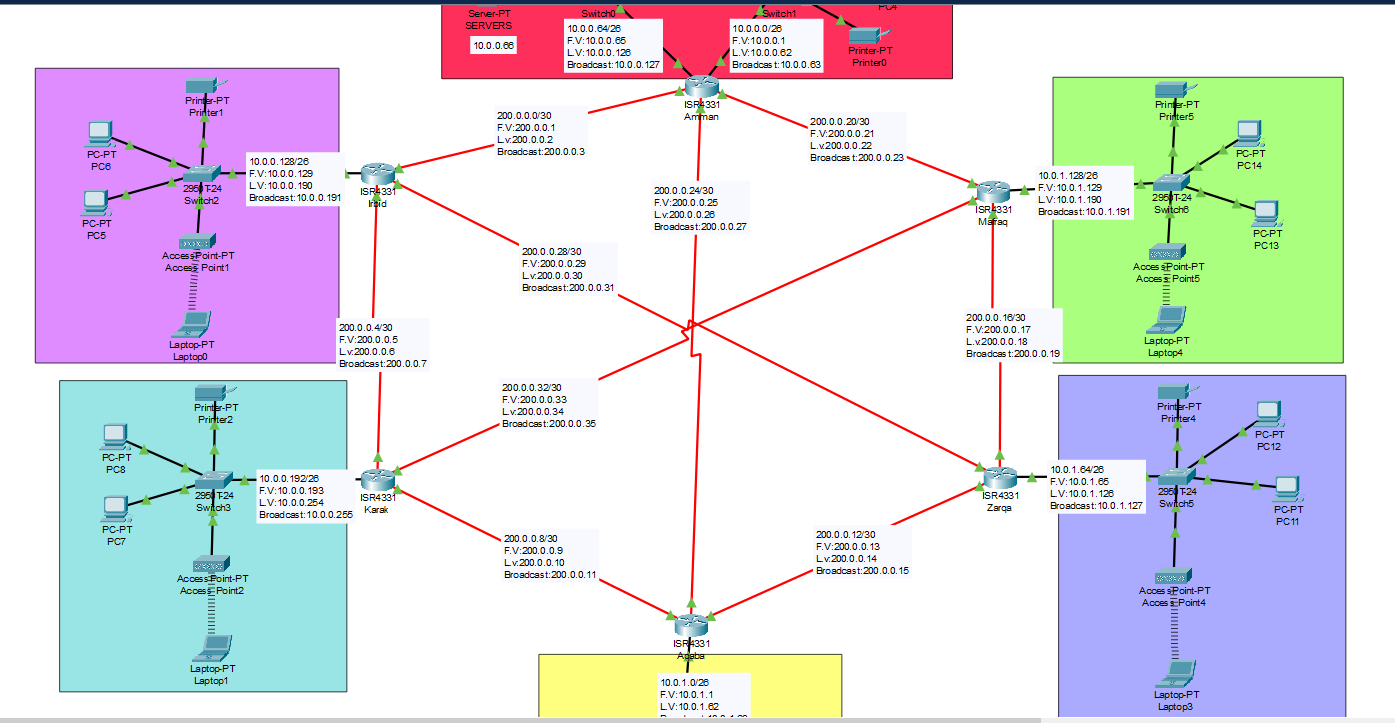 Server-PT
SERVERS
10.0.0.66
Switch0
10.0.0.64/26
F.V:10.0.0.65
L.V:10.0.0.126
Broadcast:10.0.0.127
Switch1
10.0.0.0/26
F.V:10.0.0.1
L.V:10.0.0.62
Broadcast:10.0.0.63
PC4
Printer-PT
Printer0
ISR4331
Amman
Printer-PT
Printer1
PC-PT
PC6
PC-PT
PC5
2950T-24
Switch2
10.0.0.128/26
F.V:10.0.0.129
L.V:10.0.0.190
Broadcast:10.0.0.191
ISR4331
Irbid
AccessPoint-PT
Access Point1
Laptop-PT
Laptop0
200.0.0.0/30
F.V:200.0.0.1
L.v:200.0.0.2
Broadcast:200.0.0.3
200.0.0.20/30
F.V:200.0.0.21
L.v:200.0.0.22
Broadcast:200.0.0.23
200.0.0.24/30
F.V:200.0.0.25
L.v:200.0.0.26
Broadcast:200.0.0.27
200.0.0.28/30
F.V:200.0.0.29
L.v:200.0.0.30
Broadcast:200.0.0.31
ISR4331
Mafraq
10.0.1.128/26
F.V:10.0.1.129
L.V:10.0.1.190
Broadcast:10.0.1.191
Printer-PT
Printer5
PC-PT
PC14
2950T-24
Switch6
PC-PT
PC13
AccessPoint-PT
Access Point5
Laptop-PT
Laptop4
200.0.0.4/30
F.V:200.0.0.5
L.v:200.0.0.6
Broadcast:200.0.0.7
200.0.0.16/30
F.V:200.0.0.17
L.v:200.0.0.18
Broadcast:200.0.0.19
200.0.0.32/30
F.V:200.0.0.33
L.v:200.0.0.34
Broadcast:200.0.0.35
Printer-PT
Printer2
PC-PT
PC8
PC-PT
PC7
2950T-24
Switch3
10.0.0.192/26
F.V:10.0.0.193
L.V:10.0.0.254
Broadcast:10.0.0.255
ISR4331
Karak
AccessPoint-PT
Access Point2
Laptop-PT
Laptop1
200.0.0.8/30
F.V:200.0.0.9
L.v:200.0.0.10
Broadcast:200.0.0.11
200.0.0.12/30
F.V:200.0.0.13
L.v:200.0.0.14
Broadcast:200.0.0.15
ISR4331
Zarqa
10.0.1.64/26
F.V:10.0.1.65
L.V:10.0.1.126
Broadcast:10.0.1.127
Printer-PT
Printer4
PC-PT
PC12
2950T-24
Switch5
PC-PT
PC11
AccessPoint-PT
Access Point4
Laptop-PT
Laptop3
ISR4331
Aqaba
10.0.1.0/26
F.V:10.0.1.1
L.V:10.0.1.62